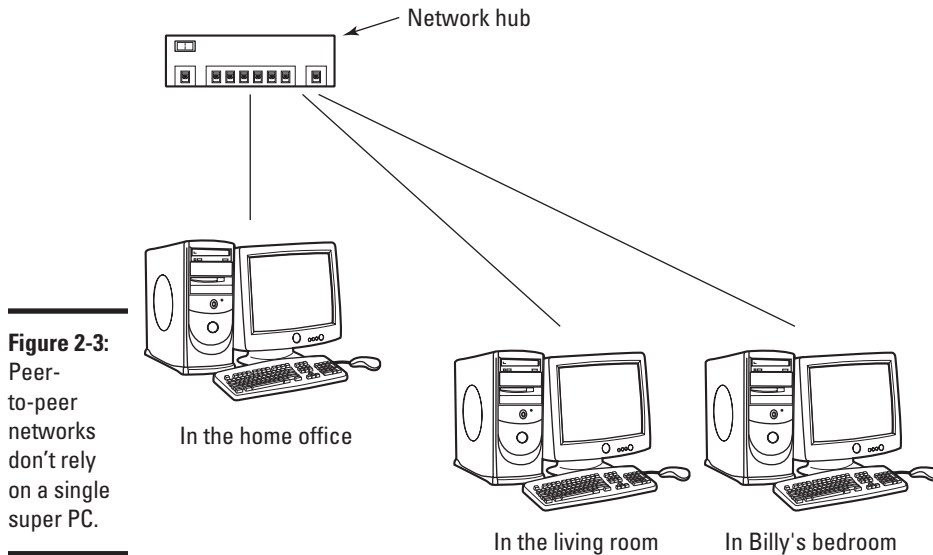 Network hub
Figure 2-3:
Peer-
to-peer
networks
don't rely
on a single
super PC.
In the home office
In the living room
In Billy's bedroom